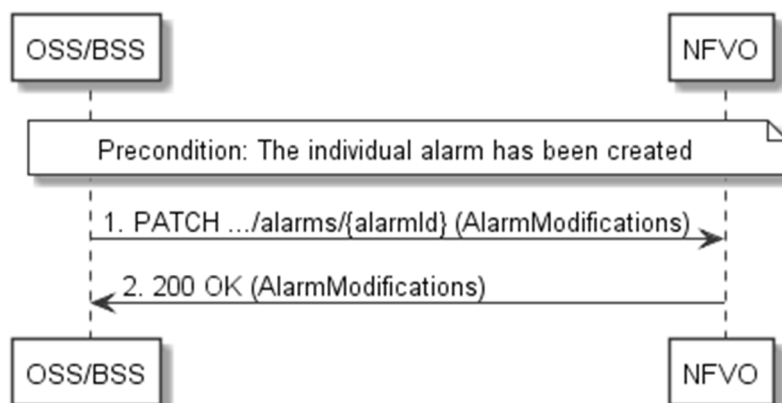 OSS/BSS NFVO
Precondition: The individual alarm has been created
1. PATCH .../alarms/{alarmId} (AlarmModifications)
2. 200 OK (AlarmModifications)
OSS/BSS NFVO